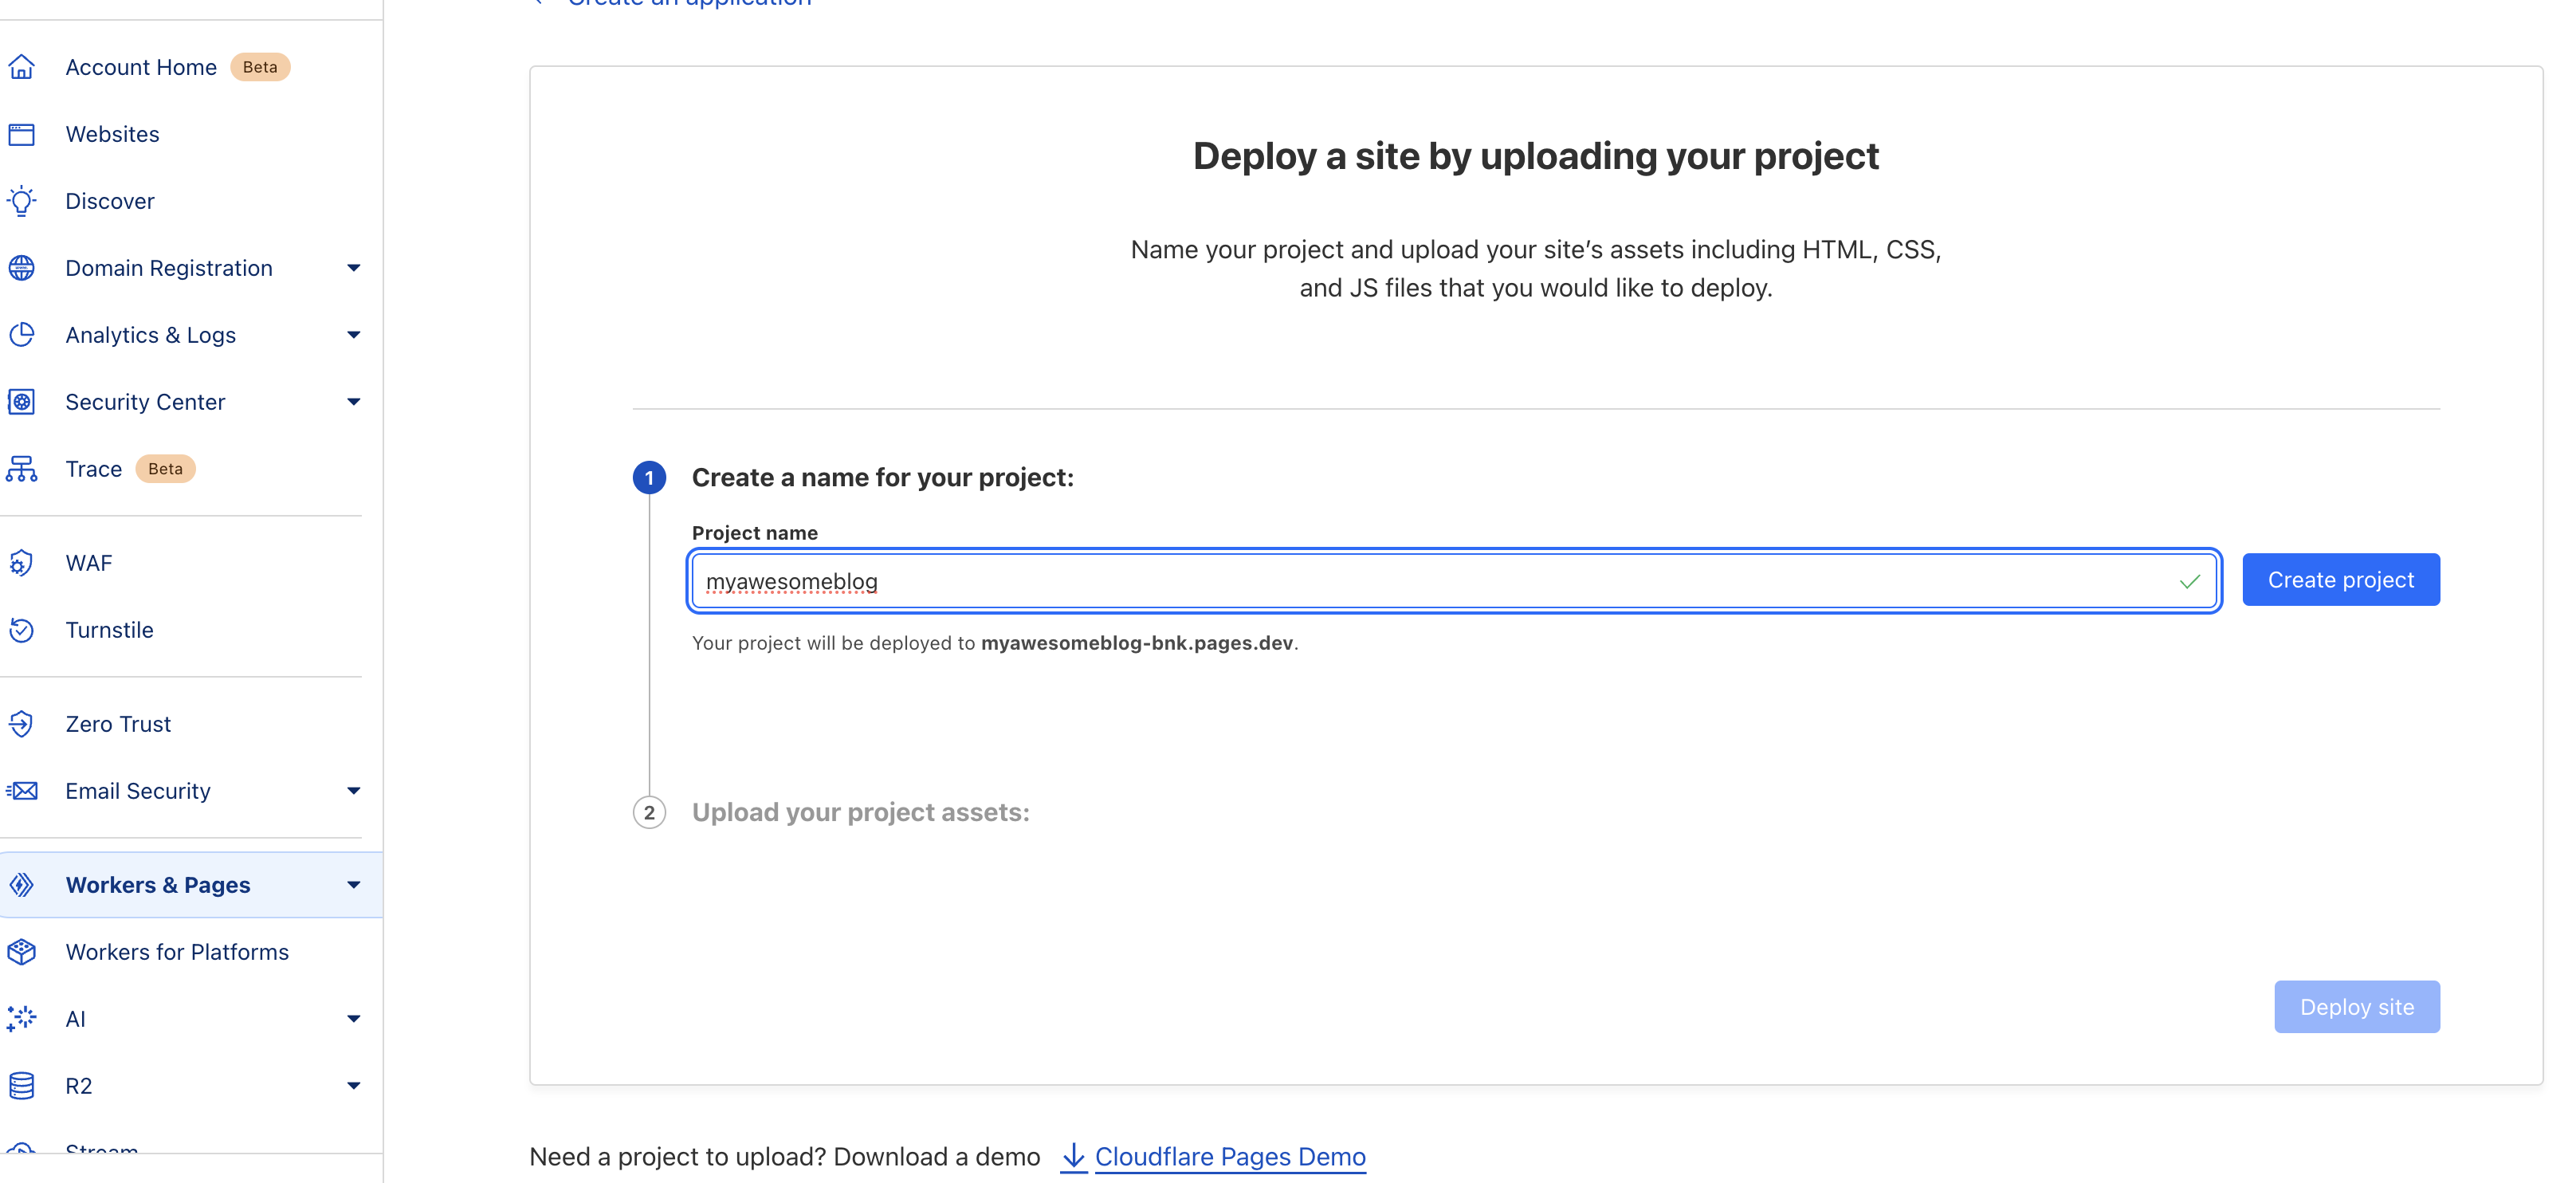 Create an application
Account Home Beta
Websites
Discover
Domain Registration
Analytics & Logs
Security Center
Trace Beta
WAF
Turnstile
Zero Trust
Email Security
Workers & Pages
Workers for Platforms
AI
R2
Stream
Deploy a site by uploading your project
Name your project and upload your site’s assets including HTML, CSS,
and JS files that you would like to deploy.
1 Create a name for your project:
Project name
myawesomeblog
Create project
Your project will be deployed to myawesomeblog-bnk.pages.dev.
2 Upload your project assets:
Deploy site
Need a project to upload? Download a demo Cloudflare Pages Demo